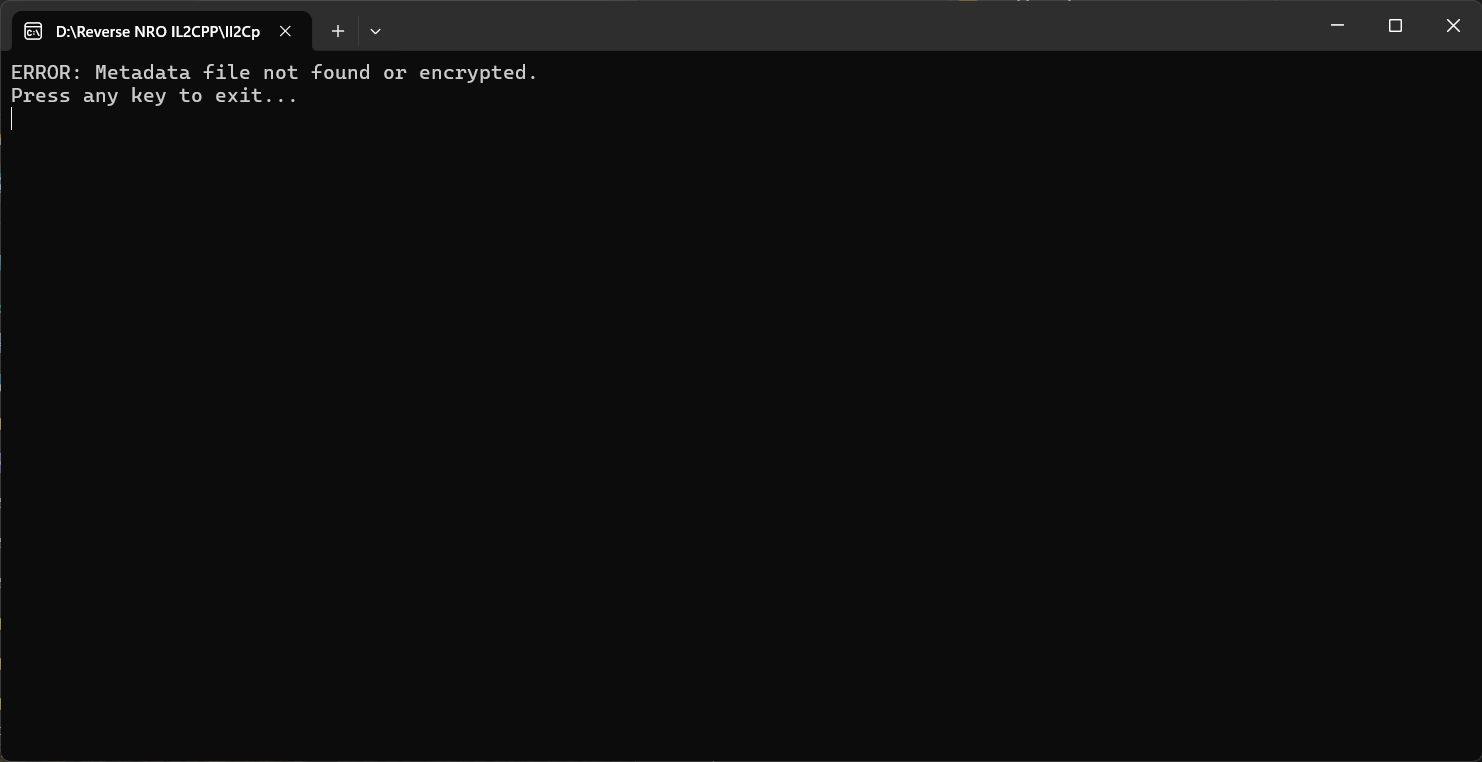 D:\Reverse NRO IL2CPP\Il2Cp
ERROR: Metadata file not found or encrypted.
Press any key to exit...